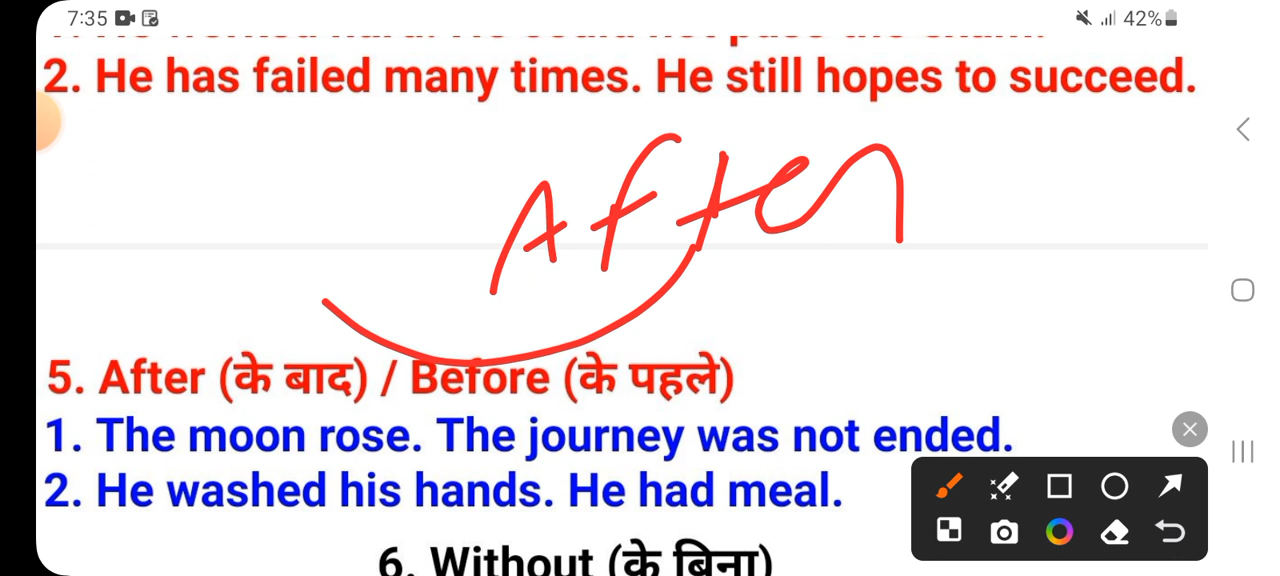 7:35 42%
2. He has failed many times. He still hopes to succeed.
After
5. After (के बाद) / Before (के पहले)
1. The moon rose. The journey was not ended.
2. He washed his hands. He had meal.
6. Without (के बिना)